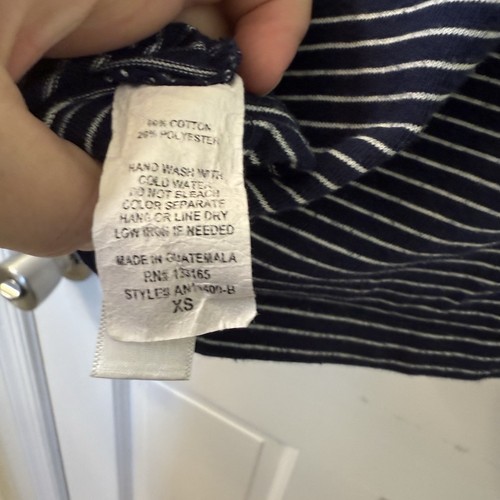 COTTON
POLYESTER
HAND WASH WITH
COLD WATER
DO NOT BLEACH
COLOR SEPARATE
HANG OR LINE DRY
LOW IRON IF NEEDED
MADE IN GUATEMALA
RN#
STYLE#
XS